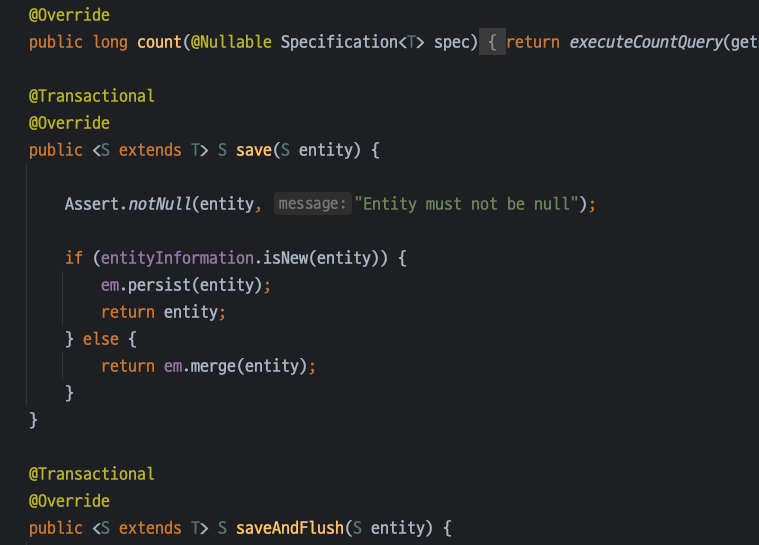 @Override
public long count(@Nullable Specification<T> spec) { return executeCountQuery(get
@Transactional
@Override
public <S extends T> S save(S entity) {
Assert.notNull(entity, message: "Entity must not be null");
if (entityInformation.isNew(entity)) {
em.persist(entity);
return entity;
} else {
return em.merge(entity);
}
}
@Transactional
@Override
public <S extends T> S saveAndFlush(S entity) {